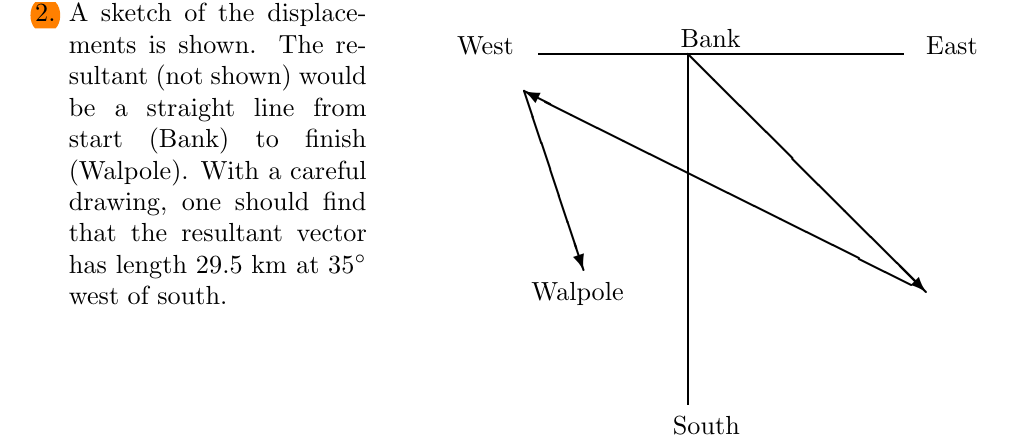 2. A sketch of the displace-
ments is shown. The re-
sultant (not shown) would
be a straight line from
start (Bank) to finish
(Walpole). With a careful
drawing, one should find
that the resultant vector
has length 29.5 km at 35°
west of south.
West
Bank
East
Walpole
South